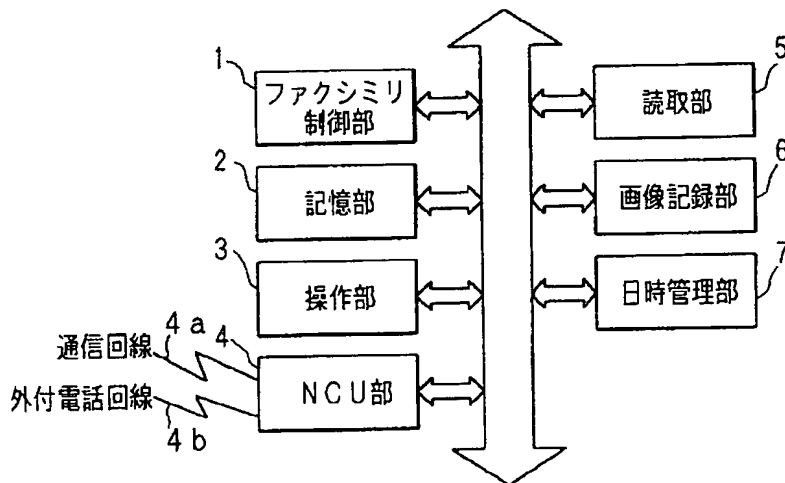 1
ファクシミリ
制御部
2
記憶部
3
操作部
通信回線
4a
4
NCU部
外付電話回線
4b
5
読取部
6
画像記録部
7
日時管理部